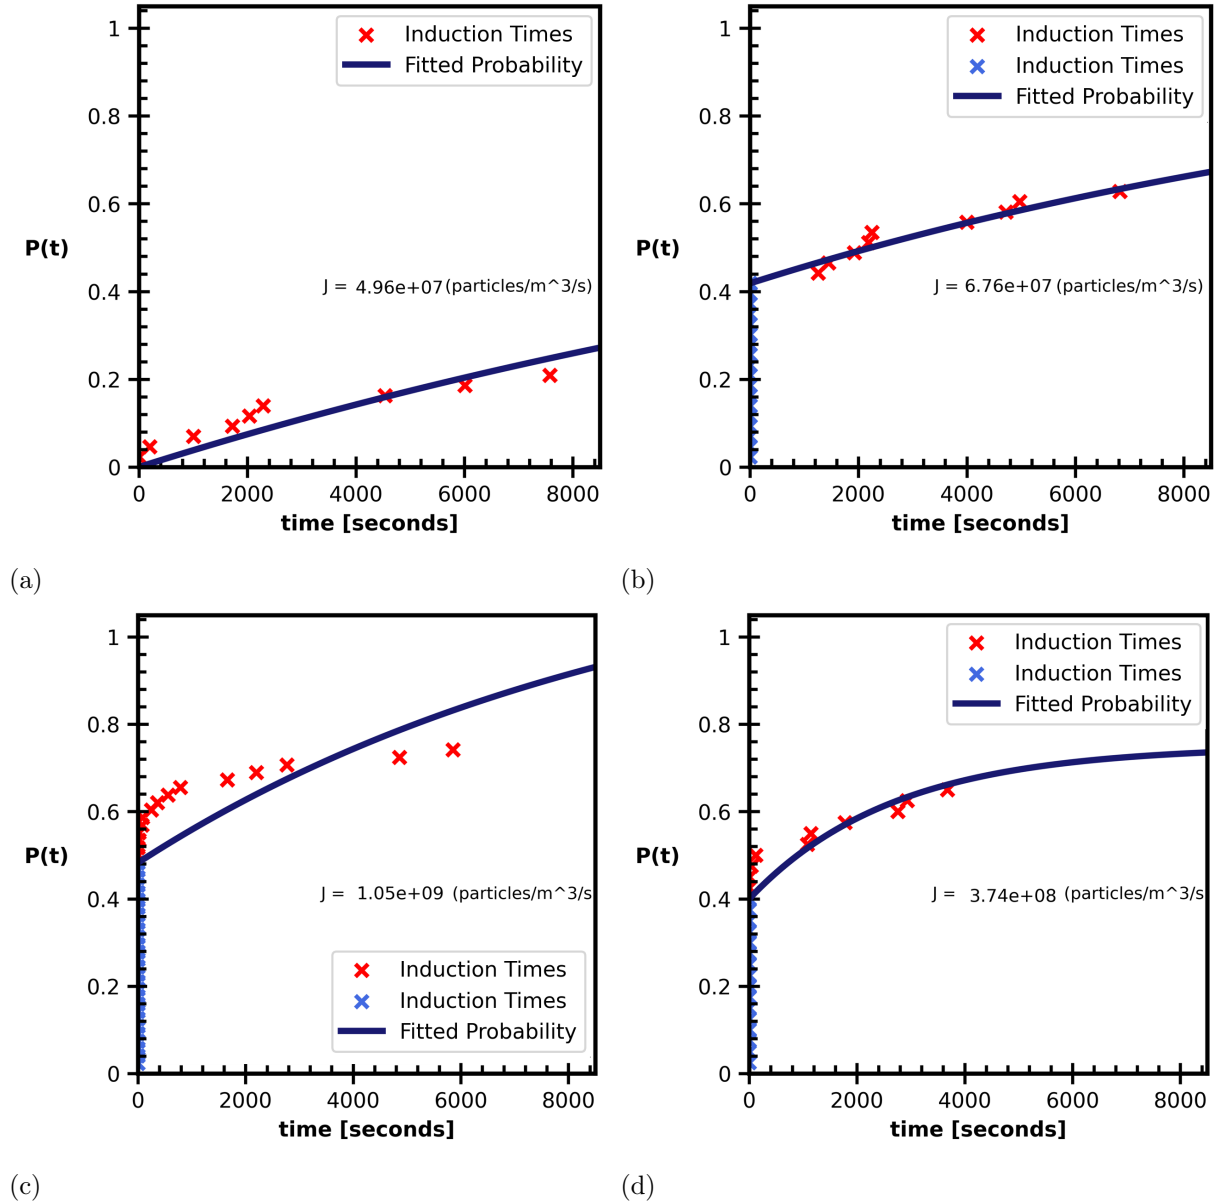 1
0.8
0.6
P(t)
0.4
0.2
0
Induction Times
Fitted Probability
J = 4.96e+07(particles/m^3/s)
0 2000 4000 6000 8000
time [seconds]
(a)
1
0.8
0.6
P(t)
0.4
0.2
0
Induction Times
Induction Times
Fitted Probability
J = 6.76e+07 (particles/m^3/s)
0 2000 4000 6000 8000
time [seconds]
(b)
1
0.8
0.6
P(t)
0.4
0.2
0
J = 1.05e+09 (particles/m^3/s
Induction Times
Induction Times
Fitted Probability
0 2000 4000 6000 8000
time [seconds]
(c)
1
0.8
0.6
P(t)
0.4
0.2
0
Induction Times
Induction Times
Fitted Probability
J = 3.74e+08 (particles/m^3/s
0 2000 4000 6000 8000
time [seconds]
(d)